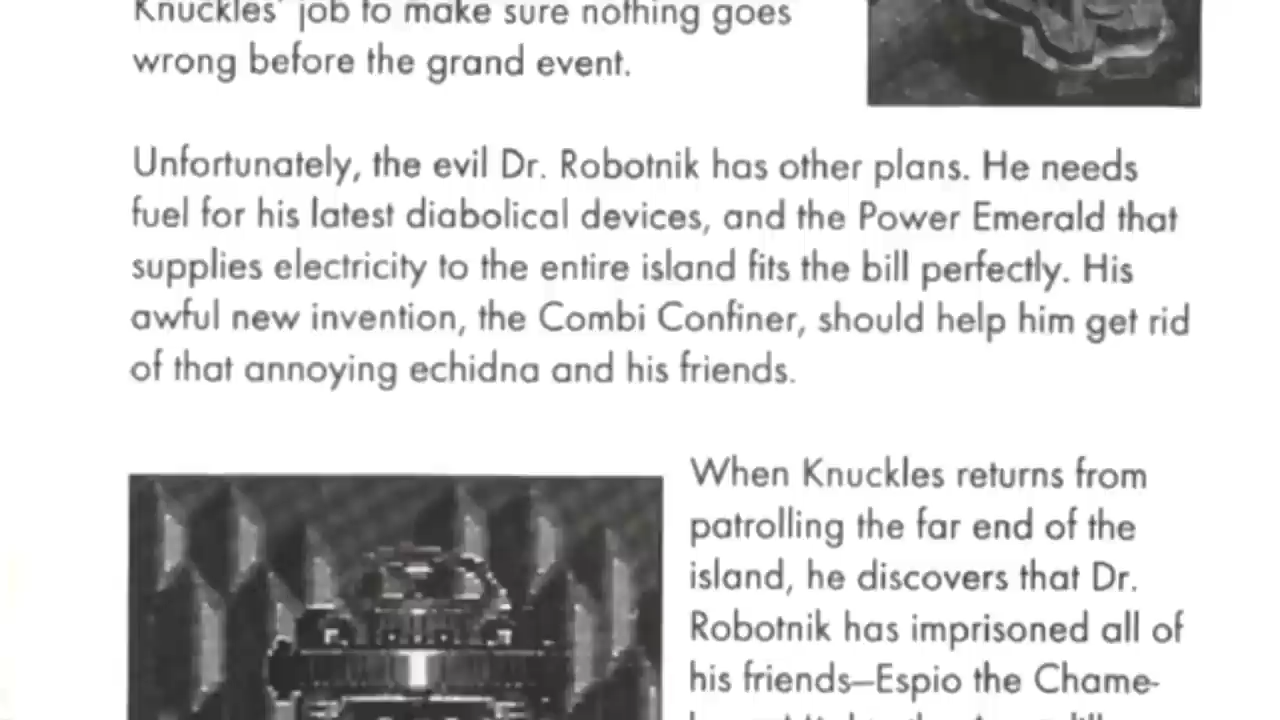 Knuckles' job to make sure nothing goes
wrong before the grand event.
Unfortunately, the evil Dr. Robotnik has other plans. He needs
fuel for his latest diabolical devices, and the Power Emerald that
supplies electricity to the entire island fits the bill perfectly. His
awful new invention, the Combi Confiner, should help him get rid
of that annoying echidna and his friends.
When Knuckles returns from
patrolling the far end of the
island, he discovers that Dr.
Robotnik has imprisoned all of
his friends—Espio the Chame-